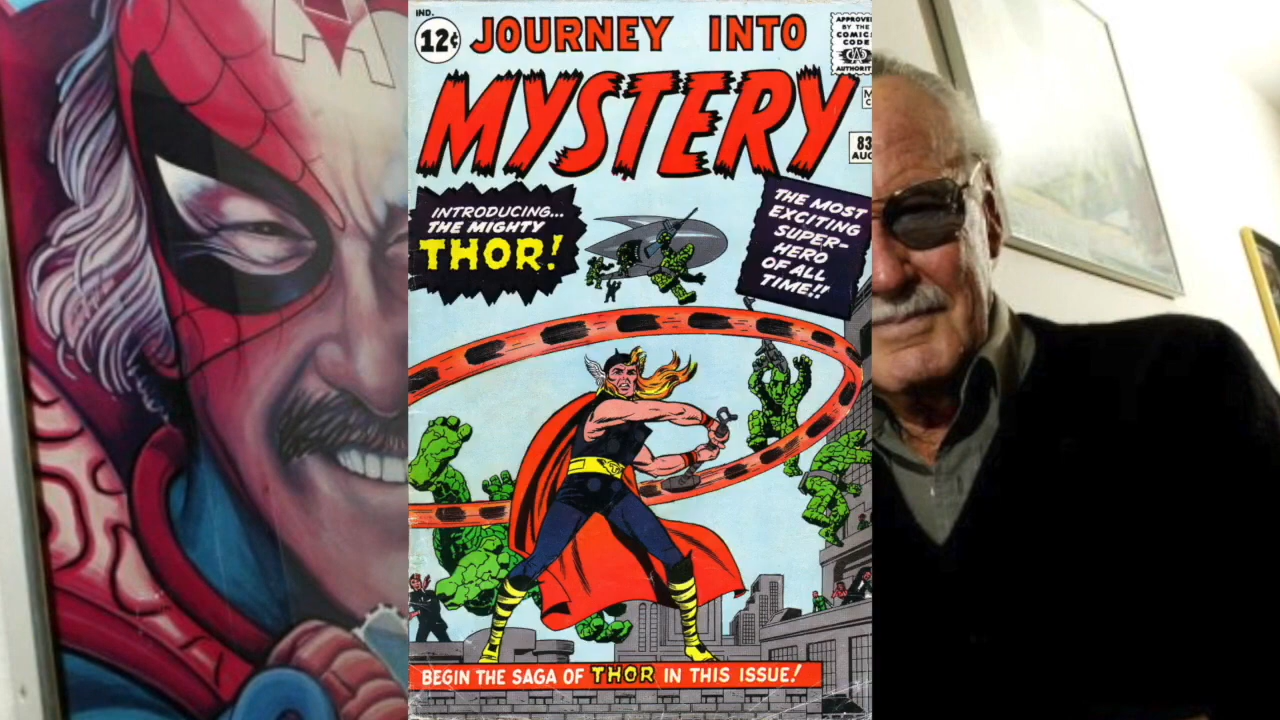 IND.
12¢
JOURNEY INTO
MYSTERY
APPROVED
BY THE
COMICS
CODE
AUTHORITY
83
AUG
INTRODUCING...
THE MIGHTY
THOR!
THE MOST
EXCITING
SUPER-
HERO
OF ALL
TIME!!
BEGIN THE SAGA OF THOR IN THIS ISSUE!